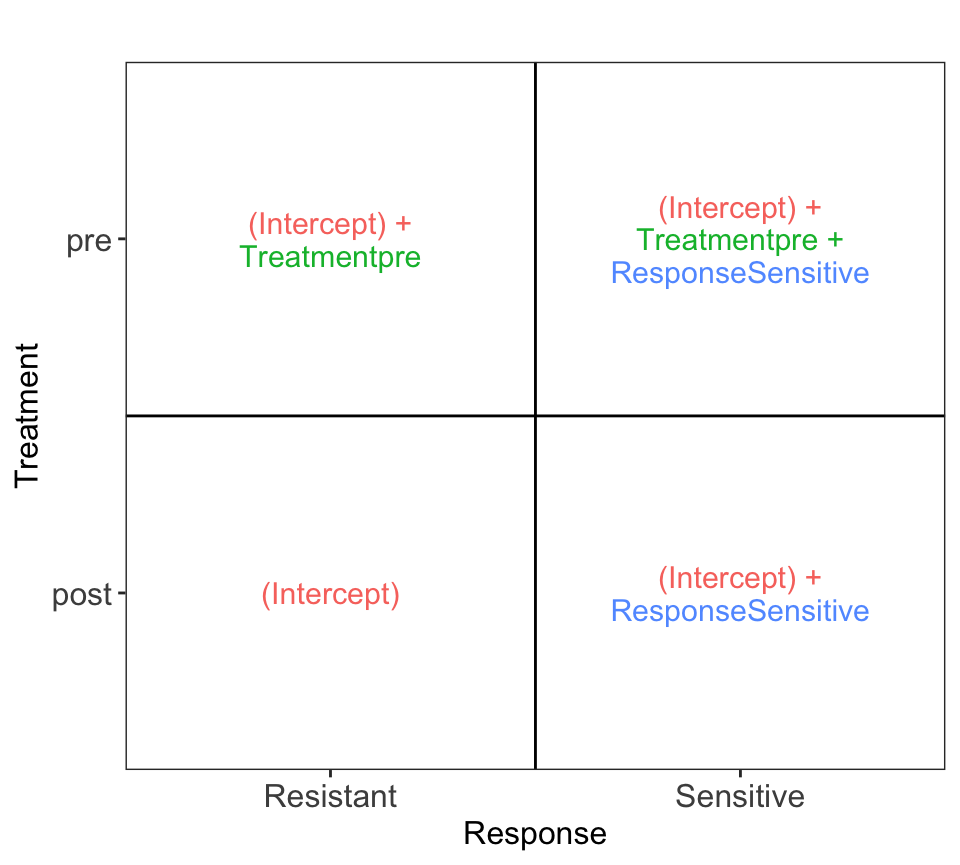 (Intercept) +
Treatmentpre
(Intercept) +
Treatmentpre +
ResponseSensitive
pre
Treatment
post
(Intercept)
(Intercept) +
ResponseSensitive
Resistant
Sensitive
Response